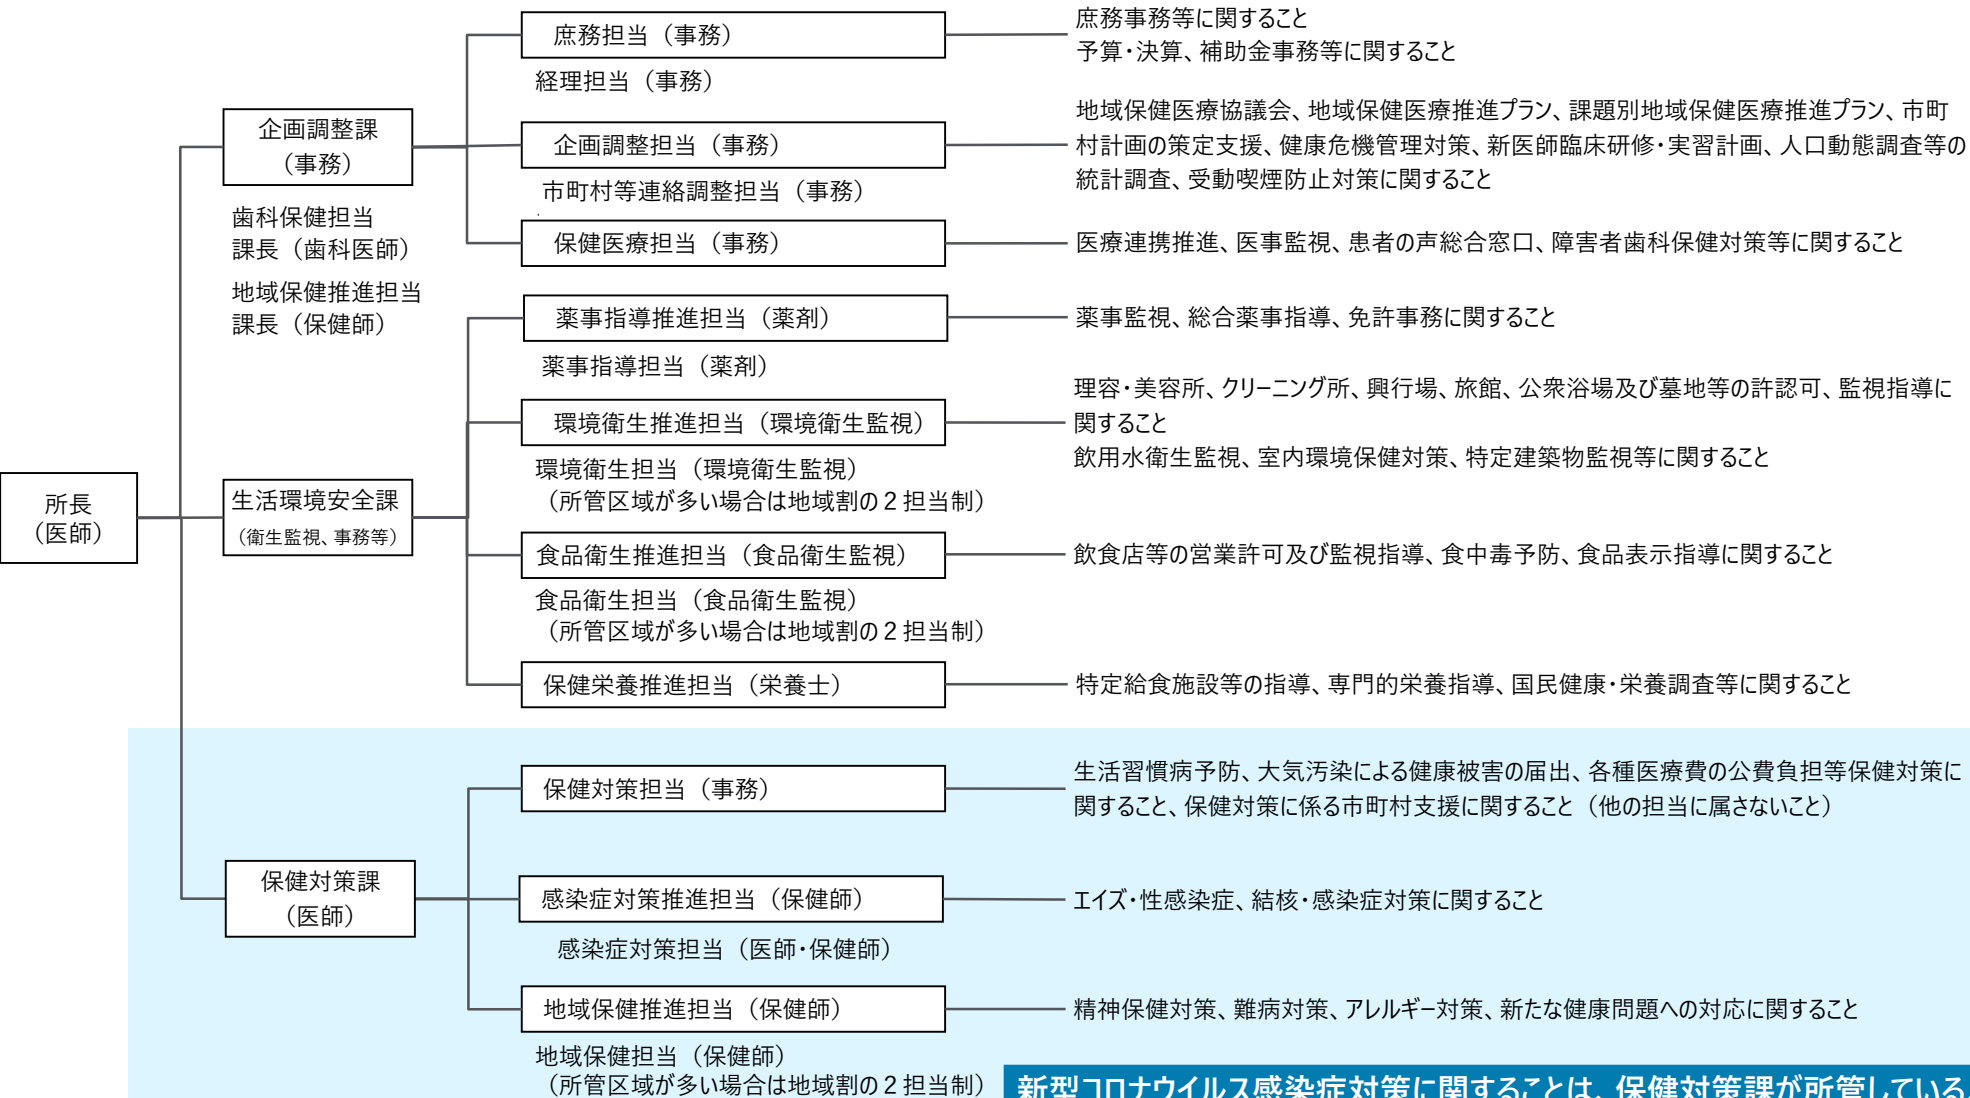 庶務担当（事務）
庶務事務等に関すること
予算・決算、補助金事務等に関すること
経理担当（事務）
企画調整課
（事務）
企画調整担当（事務）
地域保健医療協議会、地域保健医療推進プラン、課題別地域保健医療推進プラン、市町
村計画の策定支援、健康危機管理対策、新医師臨床研修・実習計画、人口動態調査等の
統計調査、受動喫煙防止対策に関すること
市町村等連絡調整担当（事務）
歯科保健担当
課長（歯科医師）
地域保健推進担当
課長（保健師）
保健医療担当（事務）
医療連携推進、医事監視、患者の声総合窓口、障害者歯科保健対策等に関すること
薬事指導推進担当（薬剤）
薬事監視、総合薬事指導、免許事務に関すること
薬事指導担当（薬剤）
環境衛生推進担当（環境衛生監視）
理容・美容所、クリーニング所、興行場、旅館、公衆浴場及び墓地等の許認可、監視指導に
関すること
飲用水衛生監視、室内環境保健対策、特定建築物監視等に関すること
環境衛生担当（環境衛生監視）
（所管区域が多い場合は地域割の２担当制）
所長
（医師）
生活環境安全課
（衛生監視、事務等）
食品衛生推進担当（食品衛生監視）
飲食店等の営業許可及び監視指導、食中毒予防、食品表示指導に関すること
食品衛生担当（食品衛生監視）
（所管区域が多い場合は地域割の２担当制）
保健栄養推進担当（栄養士）
特定給食施設等の指導、専門的栄養指導、国民健康・栄養調査等に関すること
保健対策担当（事務）
生活習慣病予防、大気汚染による健康被害の届出、各種医療費の公費負担等保健対策に
関すること、保健対策に係る市町村支援に関すること（他の担当に属さないこと）
保健対策課
（医師）
感染症対策推進担当（保健師）
エイズ・性感染症、結核・感染症対策に関すること
感染症対策担当（医師・保健師）
地域保健推進担当（保健師）
精神保健対策、難病対策、アレルギー対策、新たな健康問題への対応に関すること
地域保健担当（保健師）
（所管区域が多い場合は地域割の２担当制）
新型コロナウイルス感染症対策に関することは、保健対策課が所管している。